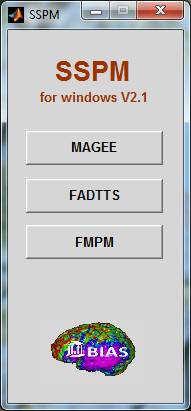 SSPM
SSPM
for windows V2.1
MAGEE
FADTTS
FMPM
BIAS